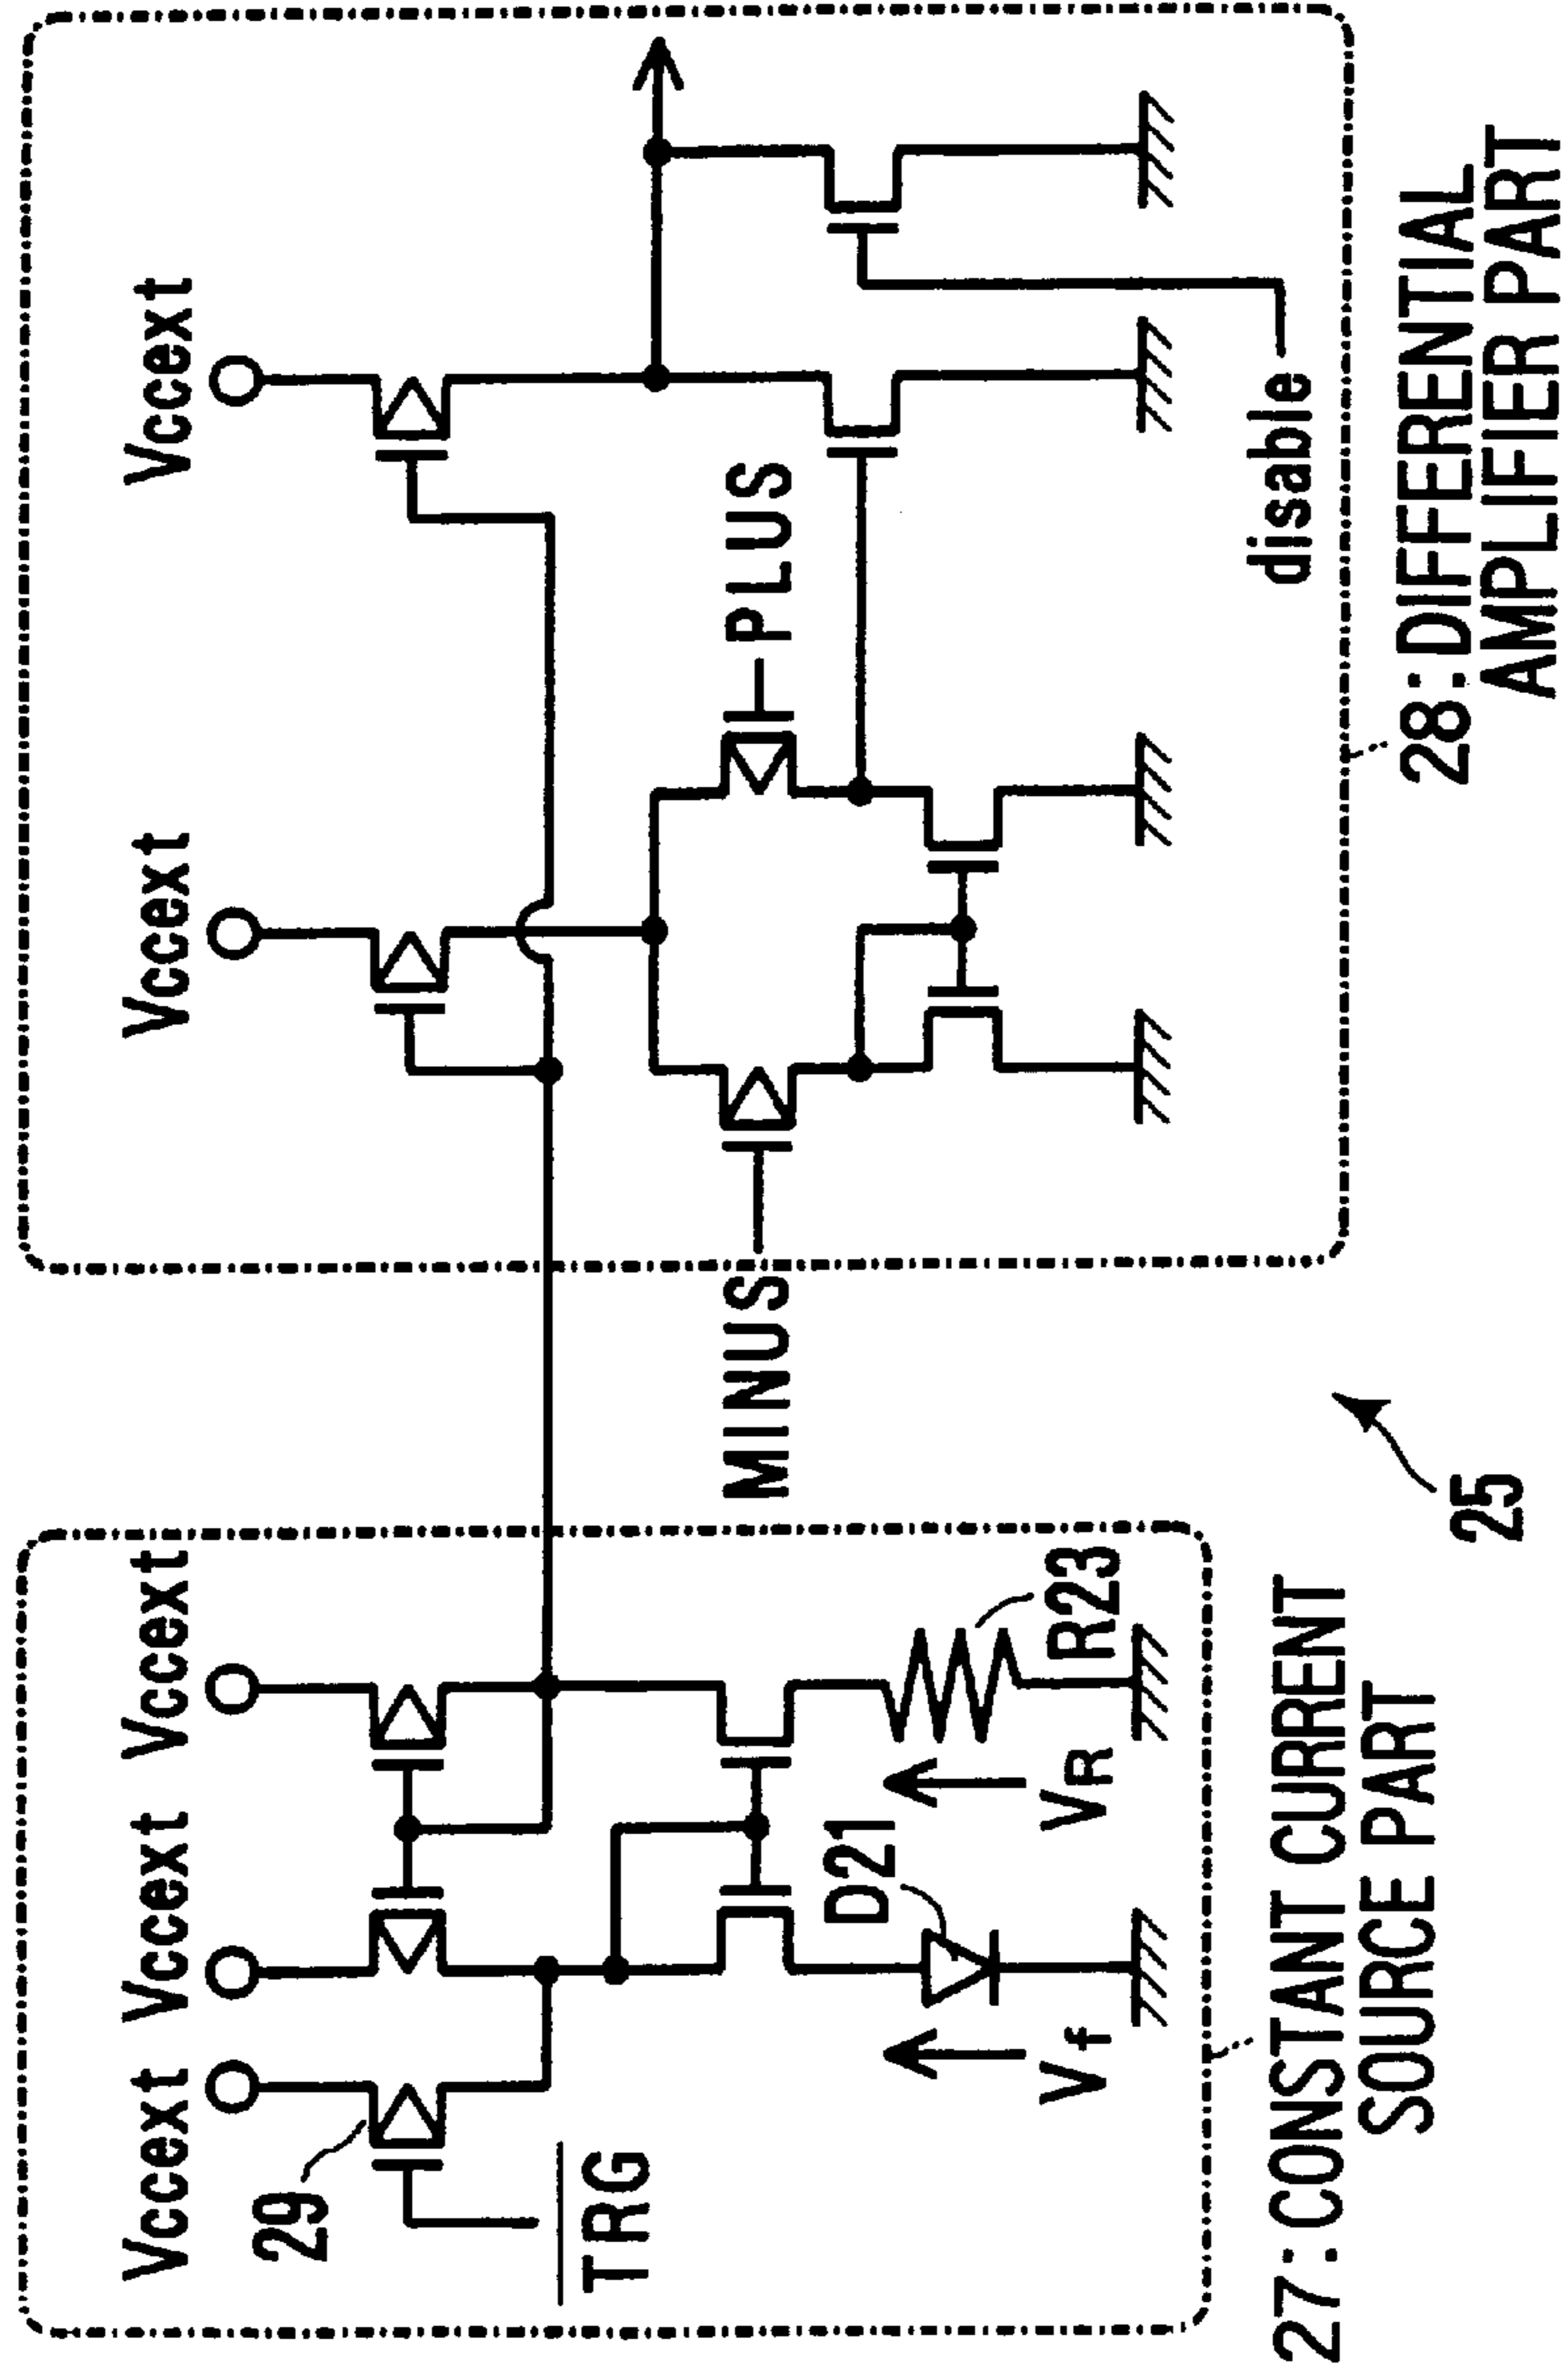 Vccext Vccext Vccext
Vccext
Vccext
29
TRG
MINUS
PLUS
D21
R23
Vf
VR
disable
27:CONSTANT CURRENT
SOURCE PART
25
28:DIFFERENTIAL
AMPLIFIER PART